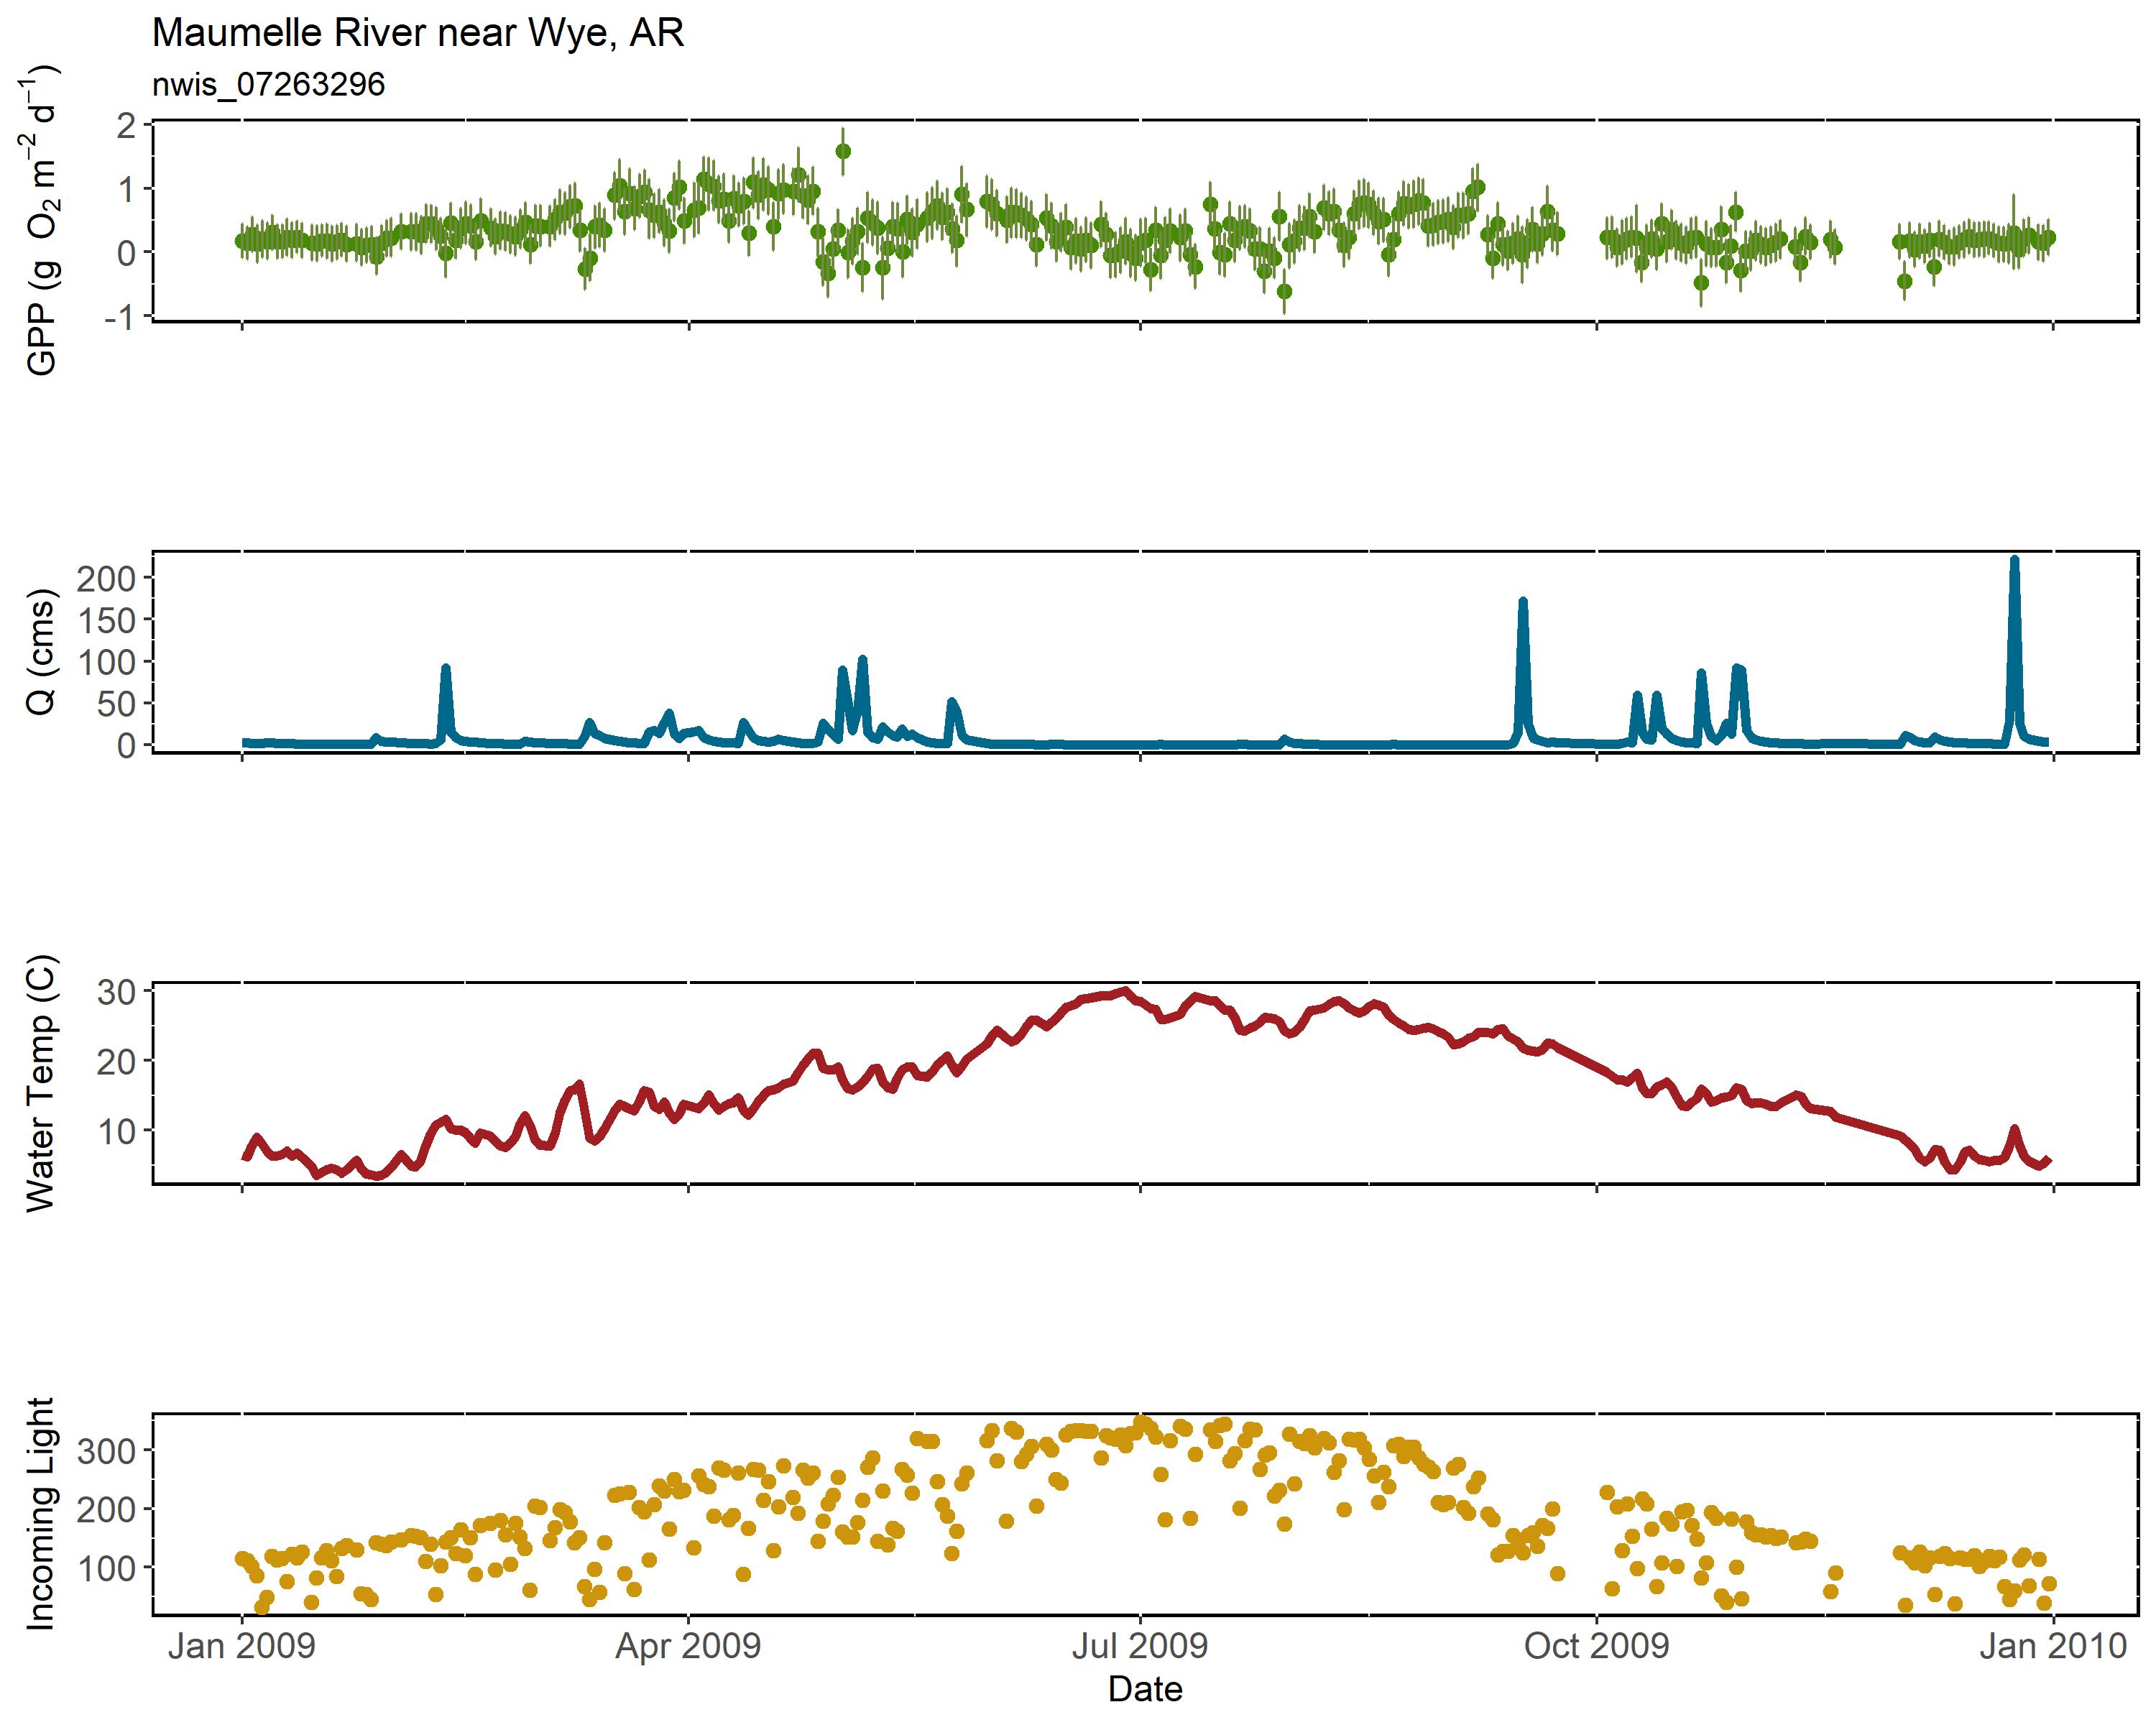 Maumelle River near Wye, AR
nwis_07263296
GPP (g O₂ m⁻² d⁻¹)
2
1
0
-1
Q (cms)
200
150
100
50
0
Water Temp (C)
30
20
10
Incoming Light
300
200
100
Jan 2009 Apr 2009 Jul 2009 Oct 2009 Jan 2010
Date